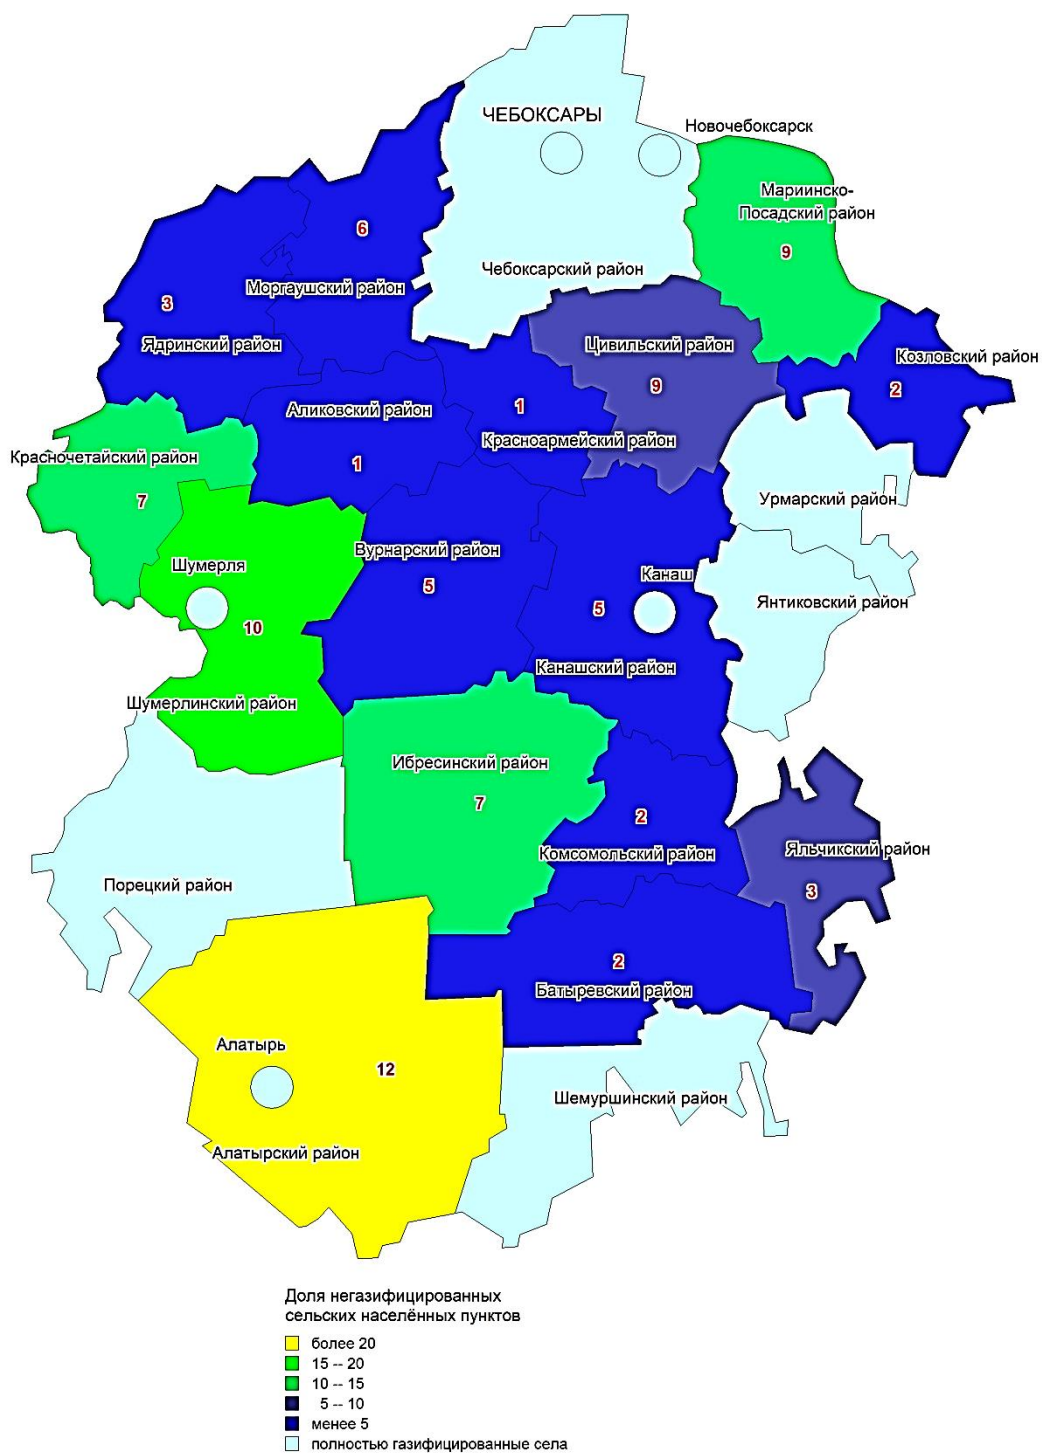 ЧЕБОКСАРЫ
Новочебоксарск
Мариинско-
Посадский район
9
6
Чебоксарский район
Моргаушский район
3
Ядринский район
Цивильский район
9
Козловский район
2
Аликовский район
1
Красноармейский район
1
Красночетайский район
7
Урмарский район
Вурнарский район
5
Шумерля
Канаш
5
Янтиковский район
10
Канашский район
Шумерлинский район
Ибресинский район
7
2
Комсомольский район
Яльчикский район
3
Порецкий район
2
Батыревский район
Алатырь
12
Шемуршинский район
Алатырский район
Доля негазифицированных
сельских населённых пунктов
более 20
15 -- 20
10 -- 15
5 -- 10
менее 5
полностью газифицированные села